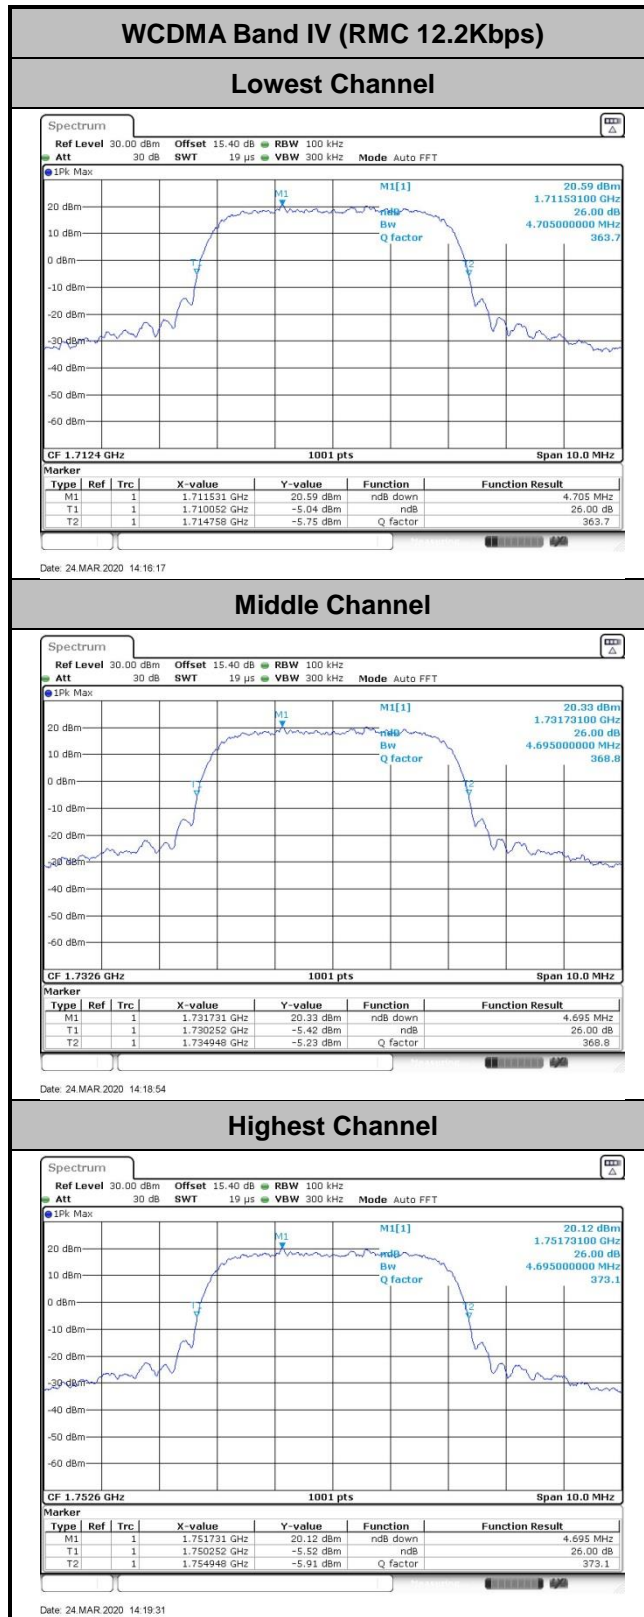 WCDMA Band IV (RMC 12.2Kbps)
Lowest Channel
Spectrum
Ref Level 30.00 dBm Offset 15.40 dB RBW 100 kHz
Att 30 dB SWT 19 µs VBW 300 kHz Mode Auto FFT
1Pk Max
M1[1] 20.59 dBm
1.71153100 GHz
M1
20 dBm
ndB 26.00 dB
Bw 4.705000000 MHz
10 dBm
Q factor 363.7
0 dBm
T1 T2
-10 dBm
-20 dBm
-30 dBm
-40 dBm
-50 dBm
-60 dBm
CF 1.7124 GHz 1001 pts Span 10.0 MHz
Marker
Type Ref Trc X-value Y-value Function Function Result
M1 1 1.711531 GHz 20.59 dBm ndB down 4.705 MHz
T1 1 1.710052 GHz -5.04 dBm ndB 26.00 dB
T2 1 1.714758 GHz -5.75 dBm Q factor 363.7
Date: 24.MAR.2020 14:16:17
Middle Channel
Spectrum
Ref Level 30.00 dBm Offset 15.40 dB RBW 100 kHz
Att 30 dB SWT 19 µs VBW 300 kHz Mode Auto FFT
1Pk Max
M1[1] 20.33 dBm
1.73173100 GHz
M1
20 dBm
ndB 26.00 dB
Bw 4.695000000 MHz
10 dBm
Q factor 368.8
0 dBm
T1 T2
-10 dBm
-20 dBm
-30 dBm
-40 dBm
-50 dBm
-60 dBm
CF 1.7326 GHz 1001 pts Span 10.0 MHz
Marker
Type Ref Trc X-value Y-value Function Function Result
M1 1 1.731731 GHz 20.33 dBm ndB down 4.695 MHz
T1 1 1.730252 GHz -5.42 dBm ndB 26.00 dB
T2 1 1.734948 GHz -5.23 dBm Q factor 368.8
Date: 24.MAR.2020 14:18:54
Highest Channel
Spectrum
Ref Level 30.00 dBm Offset 15.40 dB RBW 100 kHz
Att 30 dB SWT 19 µs VBW 300 kHz Mode Auto FFT
1Pk Max
M1[1] 20.12 dBm
1.75173100 GHz
M1
20 dBm
ndB 26.00 dB
Bw 4.695000000 MHz
10 dBm
Q factor 373.1
0 dBm
T1 T2
-10 dBm
-20 dBm
-30 dBm
-40 dBm
-50 dBm
-60 dBm
CF 1.7526 GHz 1001 pts Span 10.0 MHz
Marker
Type Ref Trc X-value Y-value Function Function Result
M1 1 1.751731 GHz 20.12 dBm ndB down 4.695 MHz
T1 1 1.750252 GHz -5.52 dBm ndB 26.00 dB
T2 1 1.754948 GHz -5.91 dBm Q factor 373.1
Date: 24.MAR.2020 14:19:31